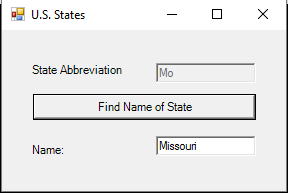 U.S. States
State Abbreviation Mo
Find Name of State
Name: Missouri